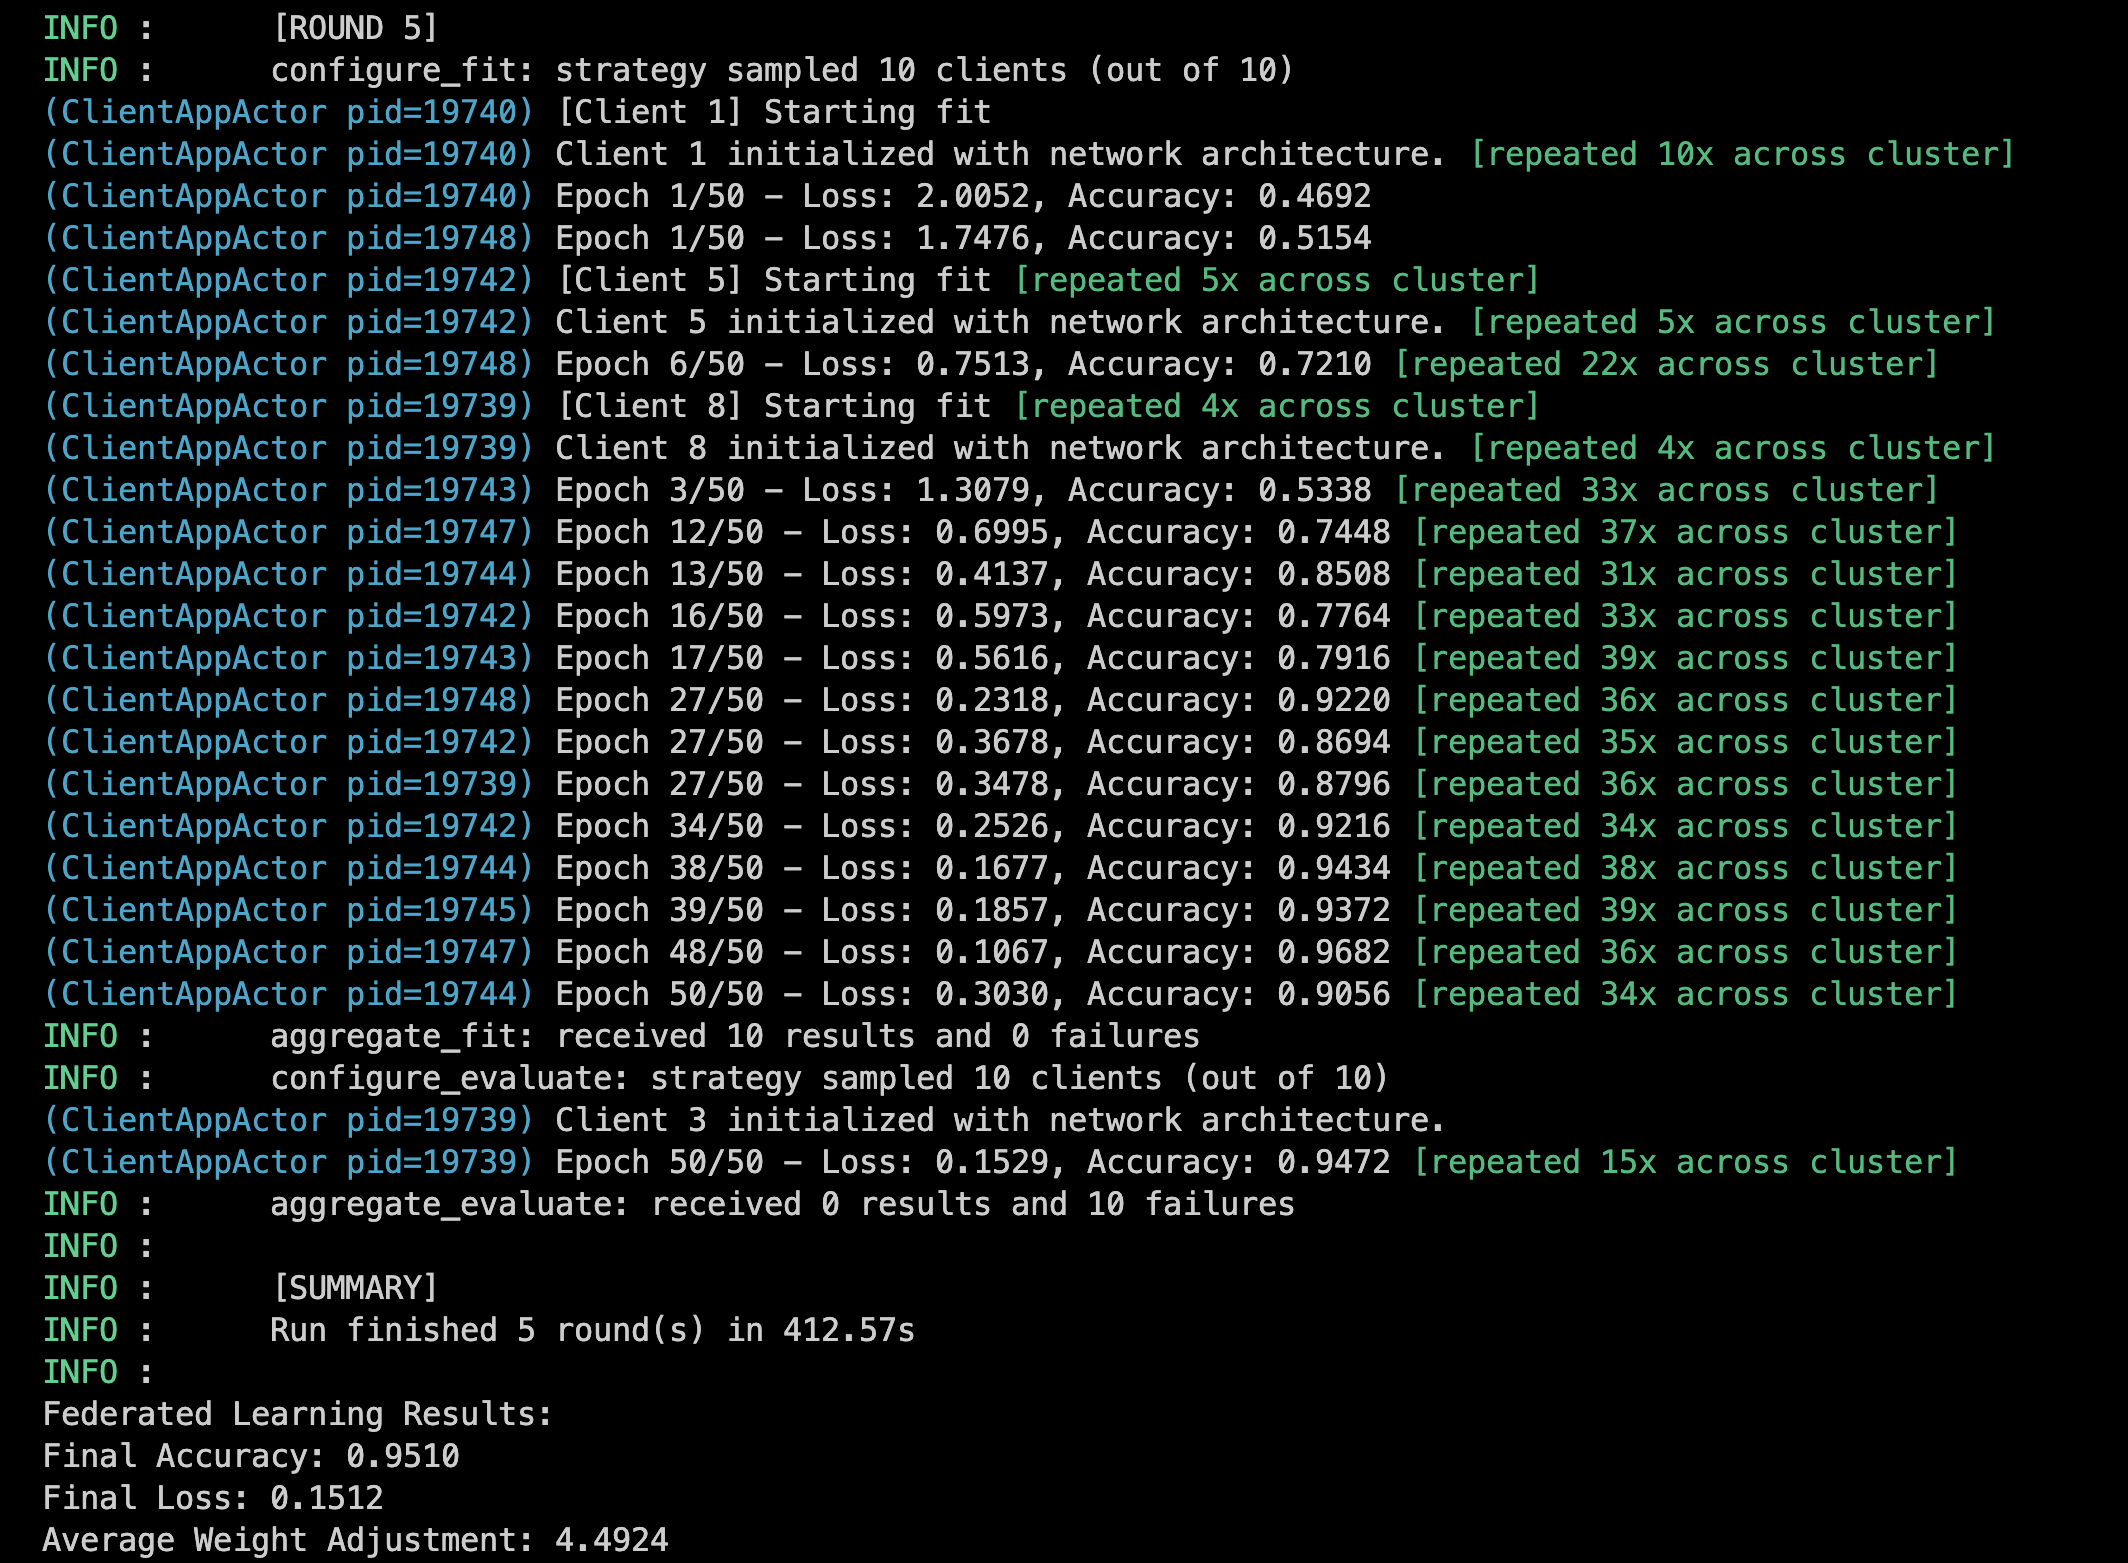 INFO :      [ROUND 5]
INFO :      configure_fit: strategy sampled 10 clients (out of 10)
(ClientAppActor pid=19740) [Client 1] Starting fit
(ClientAppActor pid=19740) Client 1 initialized with network architecture. [repeated 10x across cluster]
(ClientAppActor pid=19740) Epoch 1/50 – Loss: 2.0052, Accuracy: 0.4692
(ClientAppActor pid=19748) Epoch 1/50 – Loss: 1.7476, Accuracy: 0.5154
(ClientAppActor pid=19742) [Client 5] Starting fit [repeated 5x across cluster]
(ClientAppActor pid=19742) Client 5 initialized with network architecture. [repeated 5x across cluster]
(ClientAppActor pid=19748) Epoch 6/50 – Loss: 0.7513, Accuracy: 0.7210 [repeated 22x across cluster]
(ClientAppActor pid=19739) [Client 8] Starting fit [repeated 4x across cluster]
(ClientAppActor pid=19739) Client 8 initialized with network architecture. [repeated 4x across cluster]
(ClientAppActor pid=19743) Epoch 3/50 – Loss: 1.3079, Accuracy: 0.5338 [repeated 33x across cluster]
(ClientAppActor pid=19747) Epoch 12/50 – Loss: 0.6995, Accuracy: 0.7448 [repeated 37x across cluster]
(ClientAppActor pid=19744) Epoch 13/50 – Loss: 0.4137, Accuracy: 0.8508 [repeated 31x across cluster]
(ClientAppActor pid=19742) Epoch 16/50 – Loss: 0.5973, Accuracy: 0.7764 [repeated 33x across cluster]
(ClientAppActor pid=19743) Epoch 17/50 – Loss: 0.5616, Accuracy: 0.7916 [repeated 39x across cluster]
(ClientAppActor pid=19748) Epoch 27/50 – Loss: 0.2318, Accuracy: 0.9220 [repeated 36x across cluster]
(ClientAppActor pid=19742) Epoch 27/50 – Loss: 0.3678, Accuracy: 0.8694 [repeated 35x across cluster]
(ClientAppActor pid=19739) Epoch 27/50 – Loss: 0.3478, Accuracy: 0.8796 [repeated 36x across cluster]
(ClientAppActor pid=19742) Epoch 34/50 – Loss: 0.2526, Accuracy: 0.9216 [repeated 34x across cluster]
(ClientAppActor pid=19744) Epoch 38/50 – Loss: 0.1677, Accuracy: 0.9434 [repeated 38x across cluster]
(ClientAppActor pid=19745) Epoch 39/50 – Loss: 0.1857, Accuracy: 0.9372 [repeated 39x across cluster]
(ClientAppActor pid=19747) Epoch 48/50 – Loss: 0.1067, Accuracy: 0.9682 [repeated 36x across cluster]
(ClientAppActor pid=19744) Epoch 50/50 – Loss: 0.3030, Accuracy: 0.9056 [repeated 34x across cluster]
INFO :      aggregate_fit: received 10 results and 0 failures
INFO :      configure_evaluate: strategy sampled 10 clients (out of 10)
(ClientAppActor pid=19739) Client 3 initialized with network architecture.
(ClientAppActor pid=19739) Epoch 50/50 – Loss: 0.1529, Accuracy: 0.9472 [repeated 15x across cluster]
INFO :      aggregate_evaluate: received 0 results and 10 failures
INFO :
INFO :      [SUMMARY]
INFO :      Run finished 5 round(s) in 412.57s
INFO :
Federated Learning Results:
Final Accuracy: 0.9510
Final Loss: 0.1512
Average Weight Adjustment: 4.4924